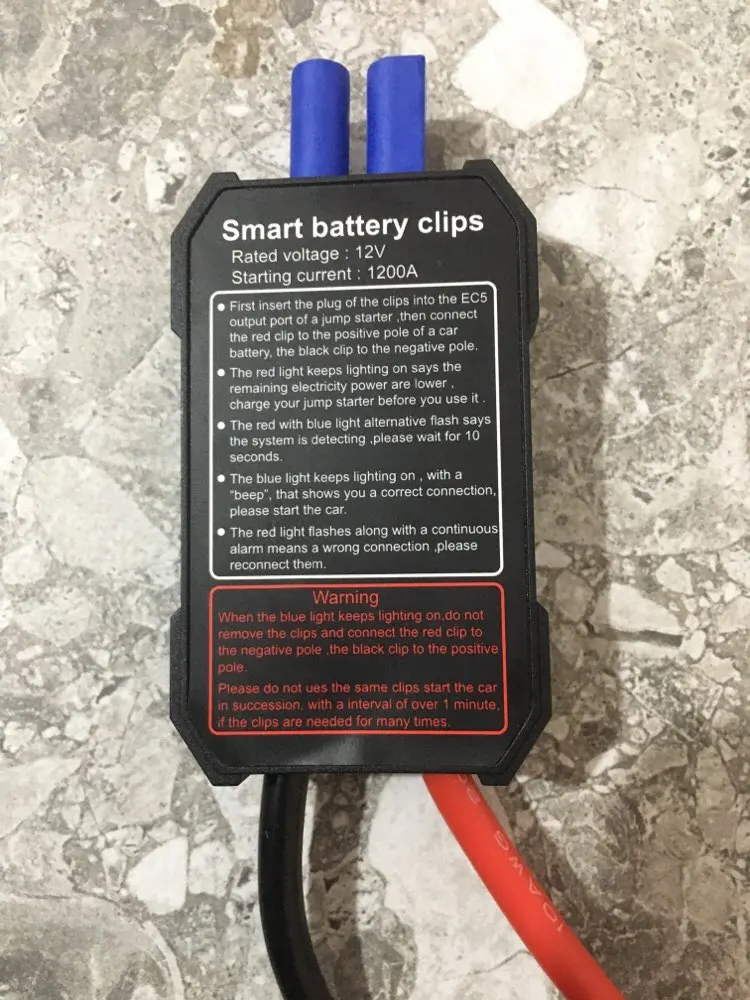 Smart battery clips
Rated voltage : 12V
Starting current : 1200A
● First insert the plug of the clips into the EC5
output port of a jump starter ,then connect
the red clip to the positive pole of a car
battery, the black clip to the negative pole.
● The red light keeps lighting on says the
remaining electricity power are lower ,
charge your jump starter before you use it .
● The red with blue light alternative flash says
the system is detecting ,please wait for 10
seconds.
● The blue light keeps lighting on , with a
“beep”, that shows you a correct connection,
please start the car.
● The red light flashes along with a continuous
alarm means a wrong connection ,please
reconnect them.
Warning
When the blue light keeps lighting on,do not
remove the clips and connect the red clip to
the negative pole ,the black clip to the positive
pole.
Please do not ues the same clips start the car
in succession, with a interval of over 1 minute,
if the clips are needed for many times.
10AWG